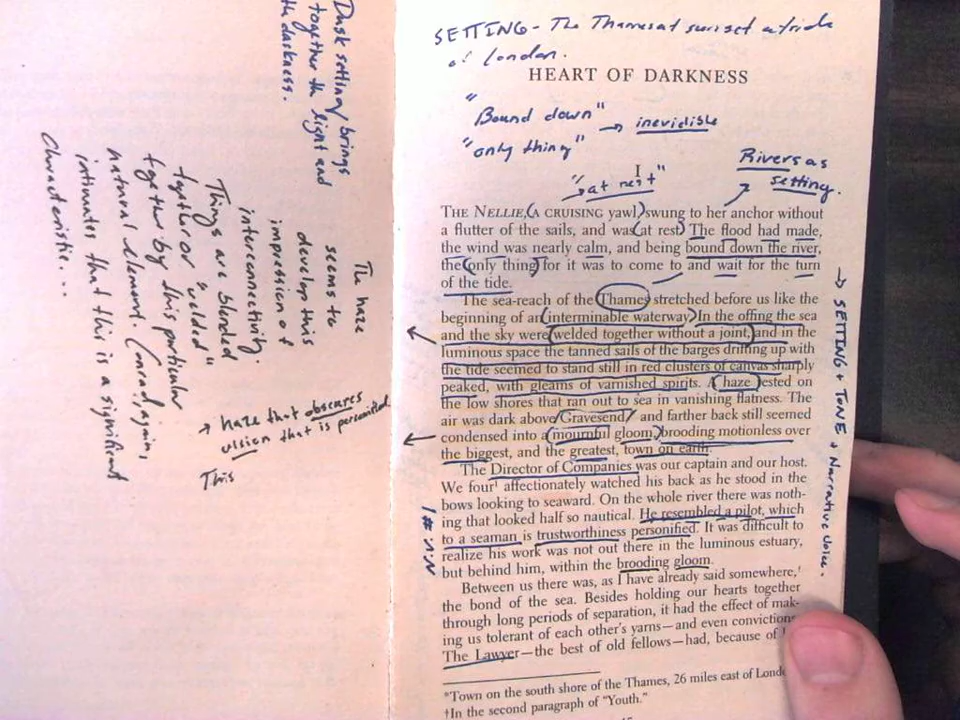 Dusk setting brings
together the light and
darkness.
The haze
seems to
develop this
impression of
interconnectivity.
Things are blended
together or "welded"
together by this particular
natural element. Conrad, again,
intimates that this is a significant
characteristic...
→ haze that obscures
vision that is personified
This
SETTING - The Thames at sunset outside
of London.
HEART OF DARKNESS
"Bound down"
→ inevidible
"only thing"
"at rest"
Rivers as
setting.
I
THE NELLIE, A CRUISING yawl, swung to her anchor without
a flutter of the sails, and was at rest. The flood had made,
the wind was nearly calm, and being bound down the river,
the only thing for it was to come to and wait for the turn
of the tide.
The sea-reach of the Thames stretched before us like the
beginning of an interminable waterway. In the offing the sea
and the sky were welded together without a joint, and in the
luminous space the tanned sails of the barges drifting up with
the tide seemed to stand still in red clusters of canvas sharply
peaked, with gleams of varnished spirits. A haze rested on
the low shores that ran out to sea in vanishing flatness. The
air was dark above Gravesend,* and farther back still seemed
condensed into a mournful gloom, brooding motionless over
the biggest, and the greatest, town on earth.
The Director of Companies was our captain and our host.
We four affectionately watched his back as he stood in the
bows looking to seaward. On the whole river there was noth-
ing that looked half so nautical. He resembled a pilot, which
to a seaman is trustworthiness personified. It was difficult to
realize his work was not out there in the luminous estuary,
but behind him, within the brooding gloom.
Between us there was, as I have already said somewhere,†
the bond of the sea. Besides holding our hearts together
through long periods of separation, it had the effect of mak-
ing us tolerant of each other's yarns—and even convictions.
The Lawyer—the best of old fellows—had, because of
*Town on the south shore of the Thames, 26 miles east of
†In the second paragraph of "Youth."
→ SETTING + TONE + Narrative Voice.